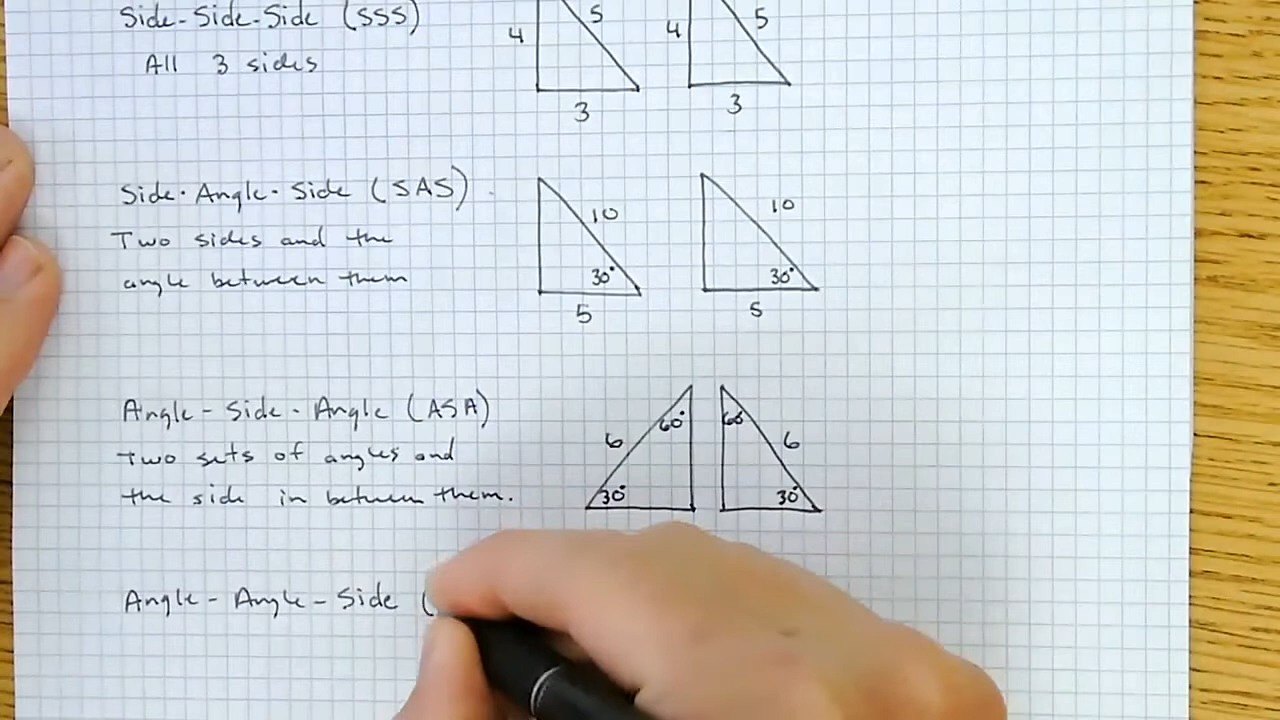 Side-Side-Side (SSS)
All 3 sides
4 5 3
4 5 3
Side-Angle-Side (SAS)
Two sides and the
angle between them
10 30° 5
10 30° 5
Angle-Side-Angle (ASA)
Two sets of angles and
the side in between them.
6 60° 30°
60° 6 30°
Angle-Angle-Side (